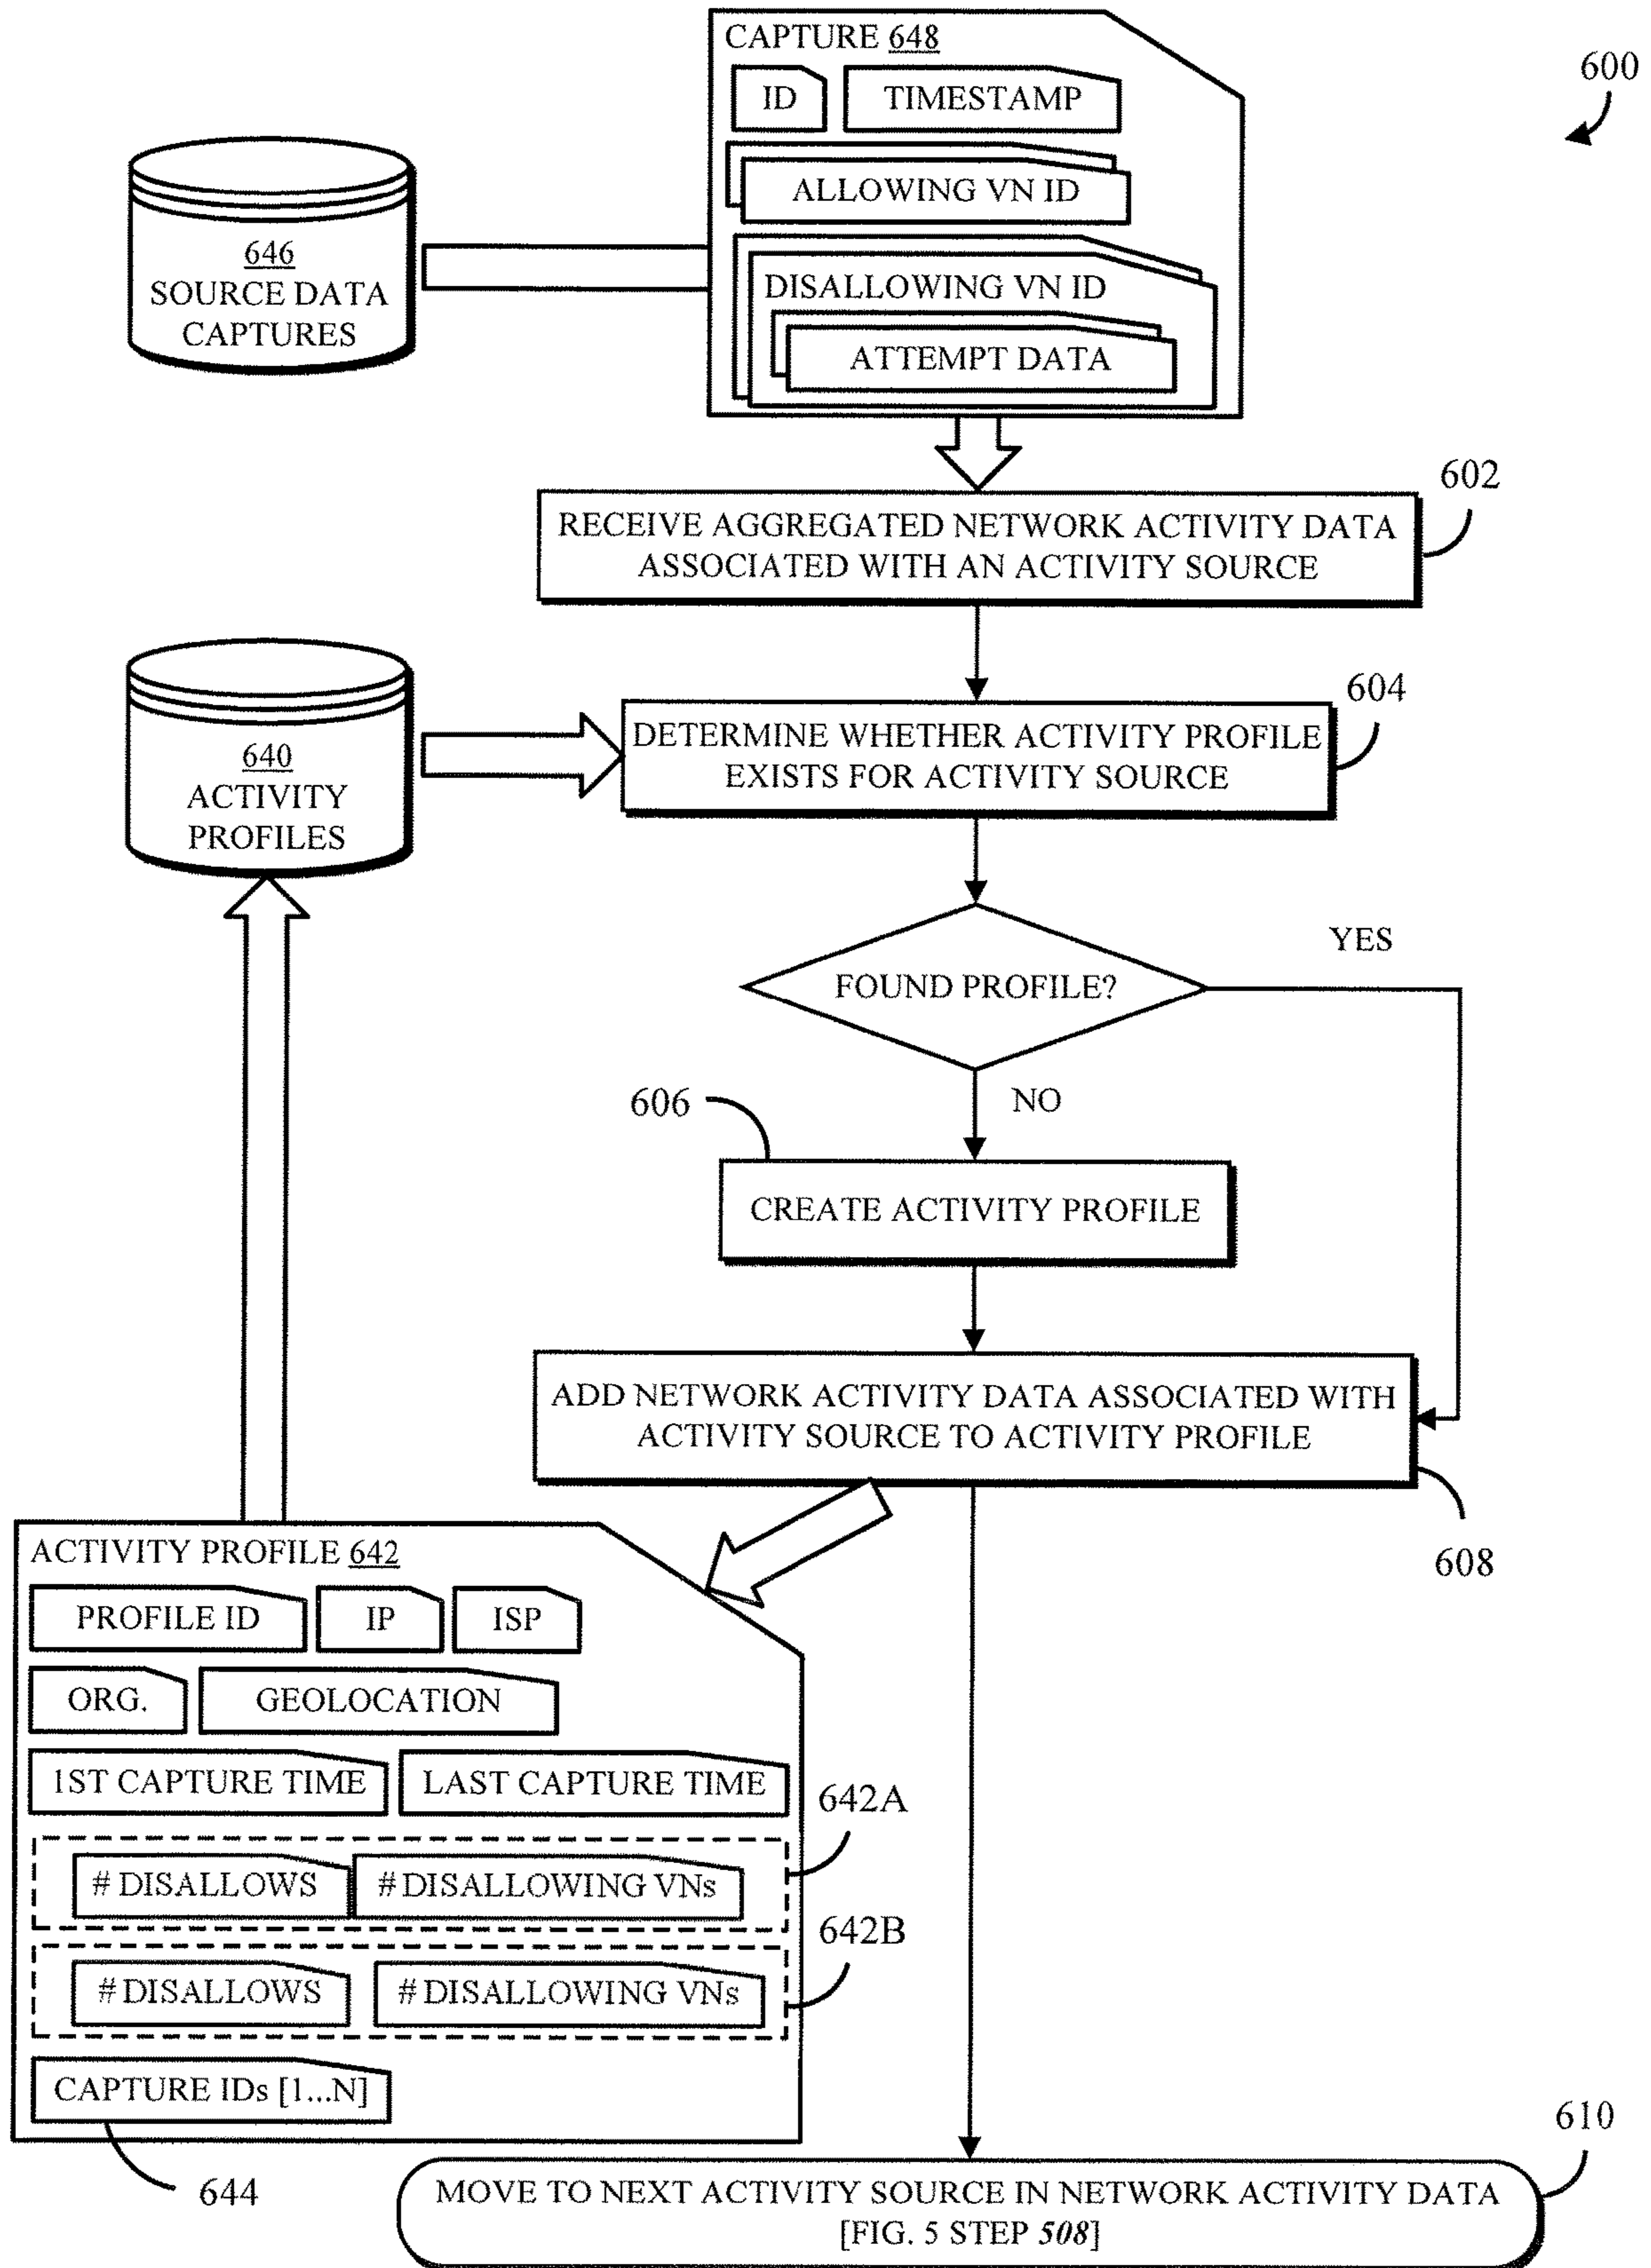 CAPTURE 648
600
ID
TIMESTAMP
ALLOWING VN ID
646
SOURCE DATA
CAPTURES
DISALLOWING VN ID
ATTEMPT DATA
602
RECEIVE AGGREGATED NETWORK ACTIVITY DATA
ASSOCIATED WITH AN ACTIVITY SOURCE
604
640
ACTIVITY
PROFILES
DETERMINE WHETHER ACTIVITY PROFILE
EXISTS FOR ACTIVITY SOURCE
YES
FOUND PROFILE?
606
NO
CREATE ACTIVITY PROFILE
ADD NETWORK ACTIVITY DATA ASSOCIATED WITH
ACTIVITY SOURCE TO ACTIVITY PROFILE
608
ACTIVITY PROFILE 642
PROFILE ID
IP
ISP
ORG.
GEOLOCATION
1ST CAPTURE TIME
LAST CAPTURE TIME
642A
# DISALLOWS
# DISALLOWING VNs
642B
# DISALLOWS
# DISALLOWING VNs
CAPTURE IDs [1...N]
644
610
MOVE TO NEXT ACTIVITY SOURCE IN NETWORK ACTIVITY DATA
[FIG. 5 STEP 508]